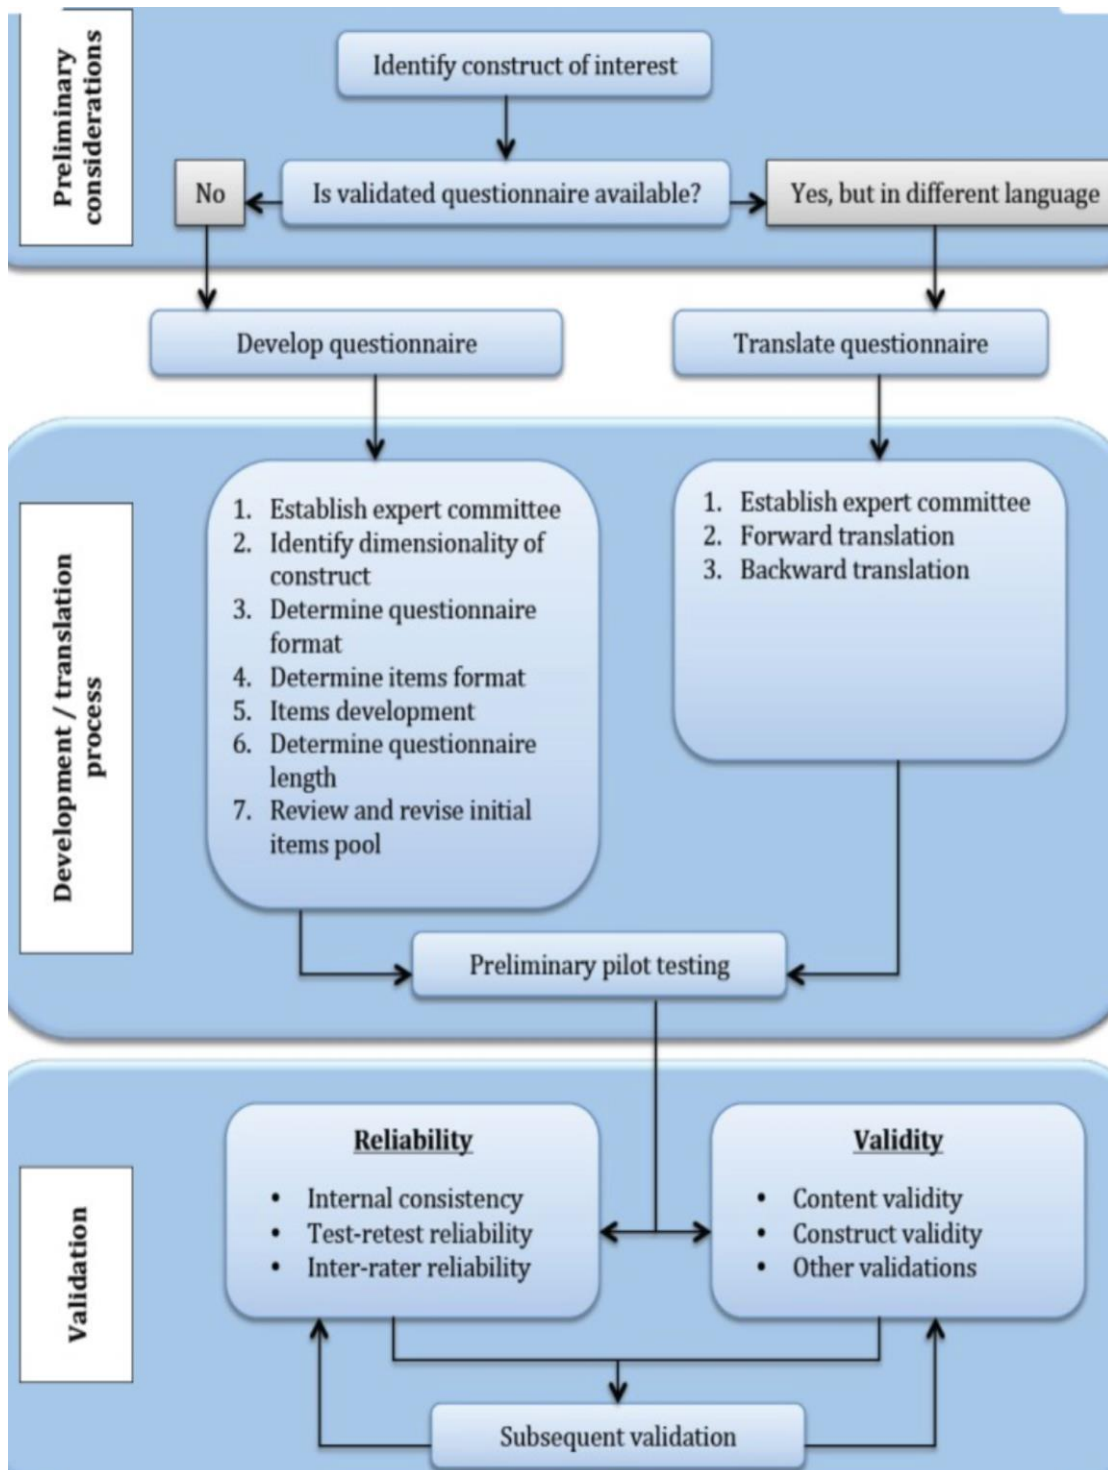 Preliminary
considerations
Identify construct of interest
No
Is validated questionnaire available?
Yes, but in different language
Develop questionnaire
Translate questionnaire
Development / translation
process
1. Establish expert committee
2. Identify dimensionality of
construct
3. Determine questionnaire
format
4. Determine items format
5. Items development
6. Determine questionnaire
length
7. Review and revise initial
items pool
1. Establish expert committee
2. Forward translation
3. Backward translation
Preliminary pilot testing
Validation
Reliability
• Internal consistency
• Test-retest reliability
• Inter-rater reliability
Validity
• Content validity
• Construct validity
• Other validations
Subsequent validation